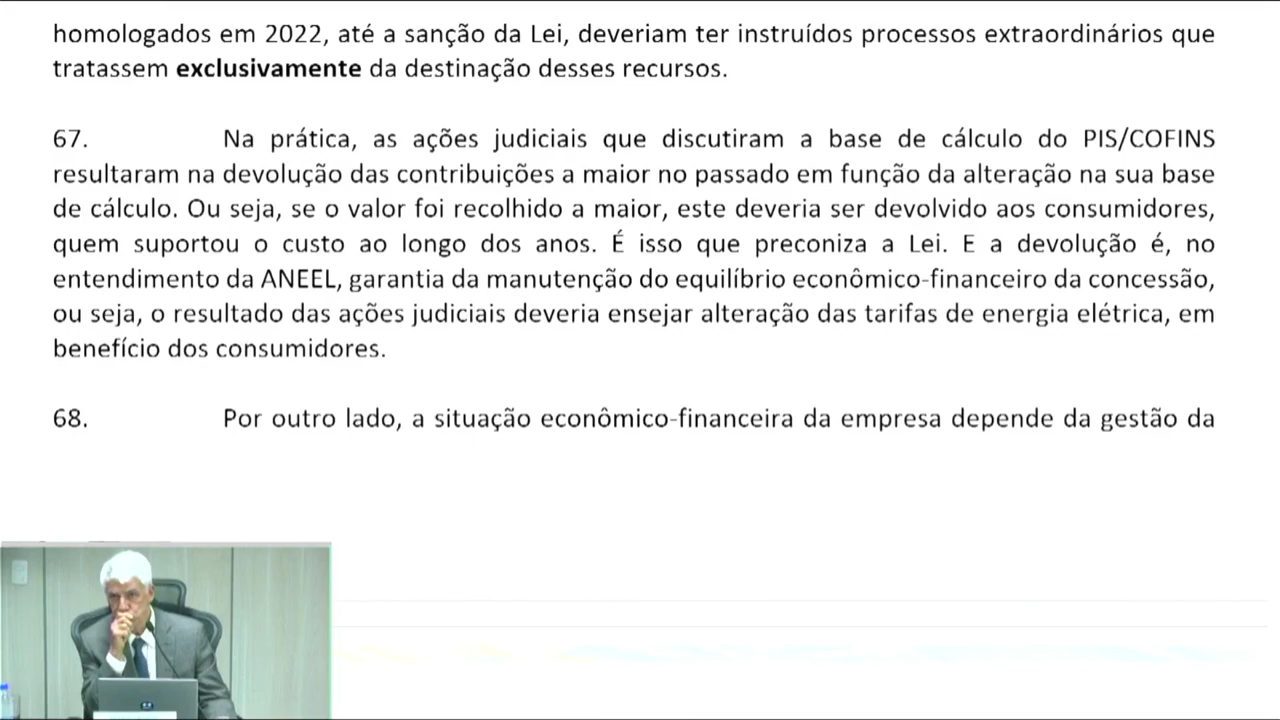 homologados em 2022, até a sanção da Lei, deveriam ter instruídos processos extraordinários que
tratassem exclusivamente da destinação desses recursos.
67. Na prática, as ações judiciais que discutiram a base de cálculo do PIS/COFINS
resultaram na devolução das contribuições a maior no passado em função da alteração na sua base
de cálculo. Ou seja, se o valor foi recolhido a maior, este deveria ser devolvido aos consumidores,
quem suportou o custo ao longo dos anos. É isso que preconiza a Lei. E a devolução é, no
entendimento da ANEEL, garantia da manutenção do equilíbrio econômico-financeiro da concessão,
ou seja, o resultado das ações judiciais deveria ensejar alteração das tarifas de energia elétrica, em
benefício dos consumidores.
68. Por outro lado, a situação econômico-financeira da empresa depende da gestão da